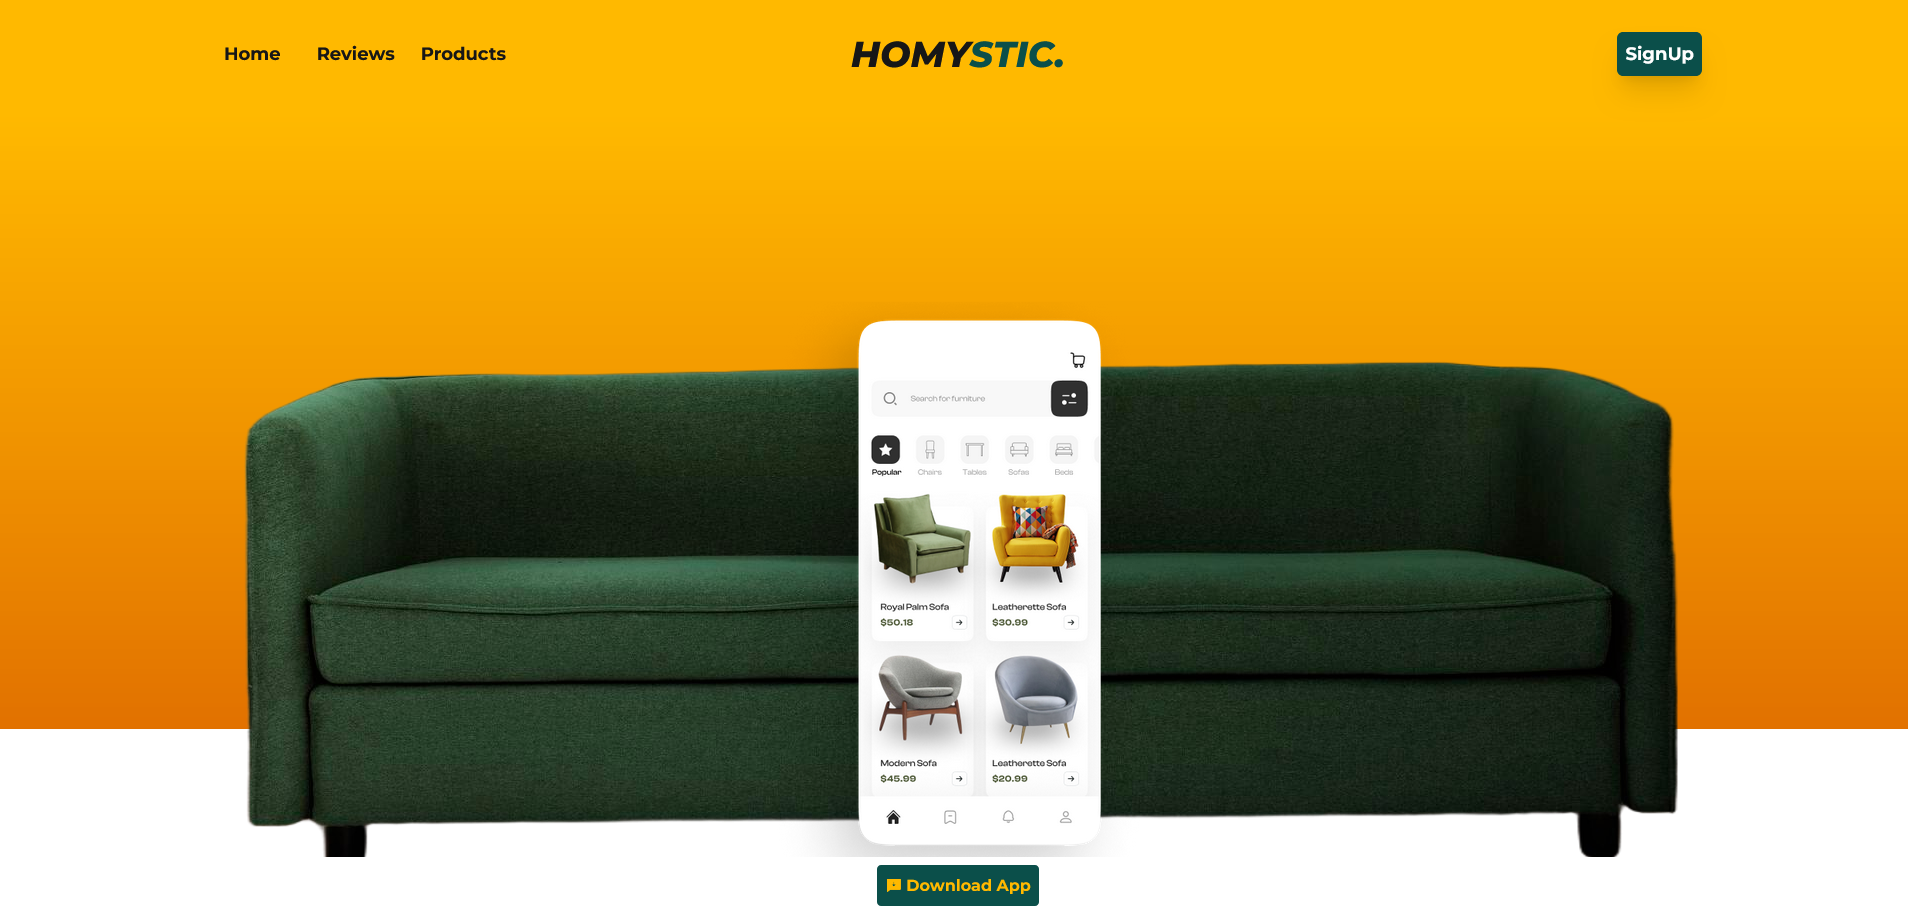 Home Reviews Products HOMYSTIC. SignUp
Search for furniture
Popular Chairs Tables Sofas Beds
Royal Palm Sofa Leatherette Sofa
$50.18 $30.99
Modern Sofa Leatherette Sofa
$45.99 $20.99
Download App